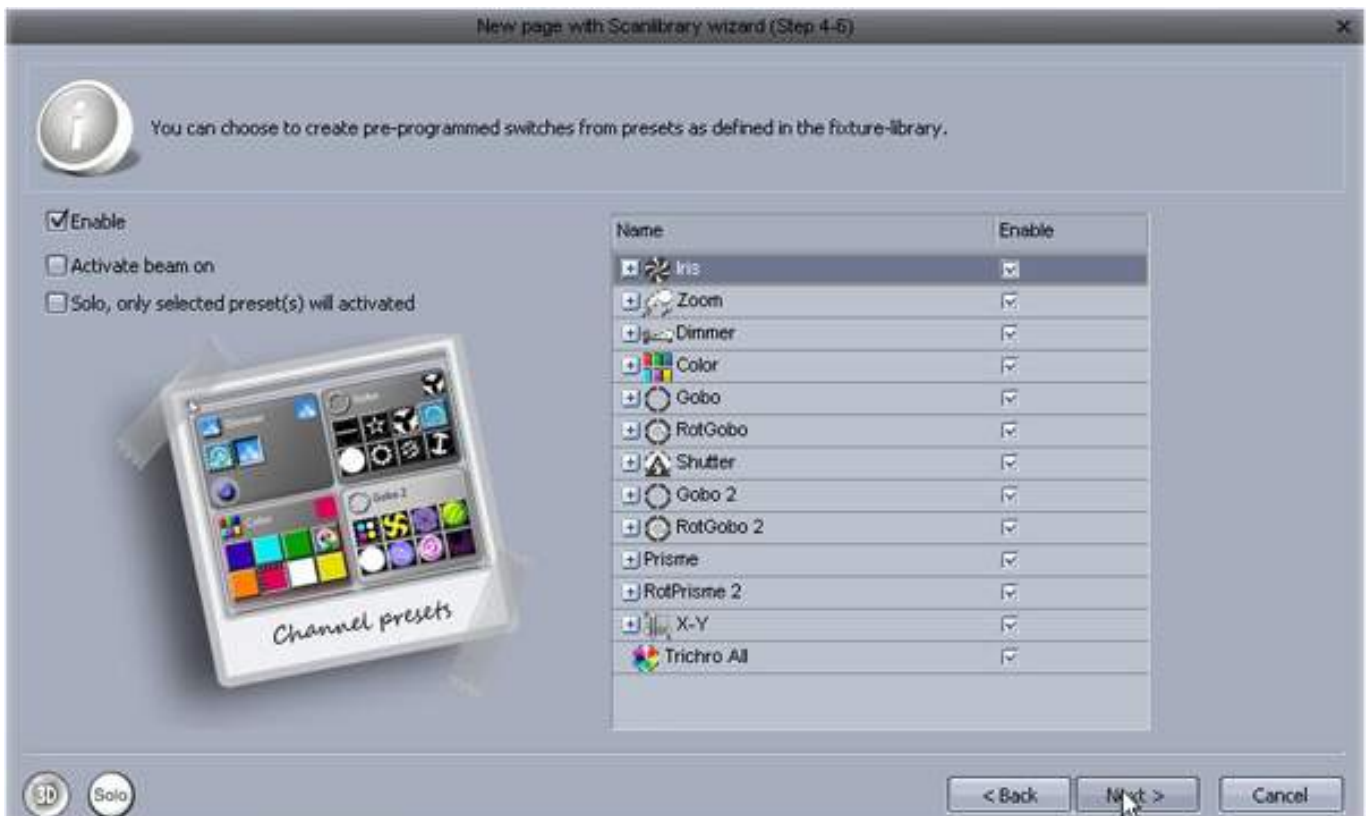 New page with Scanlibrary wizard (Step 4-6)
You can choose to create pre-programmed switches from presets as defined in the fixture-library.
Enable
Activate beam on
Solo, only selected preset(s) will activated
Gobo 2
Color
Channel presets
Name Enable
Iris
Zoom
Dimmer
Color
Gobo
RotGobo
Shutter
Gobo 2
RotGobo 2
Prisme
RotPrisme 2
X-Y
Trichro All
3D Solo < Back Next > Cancel